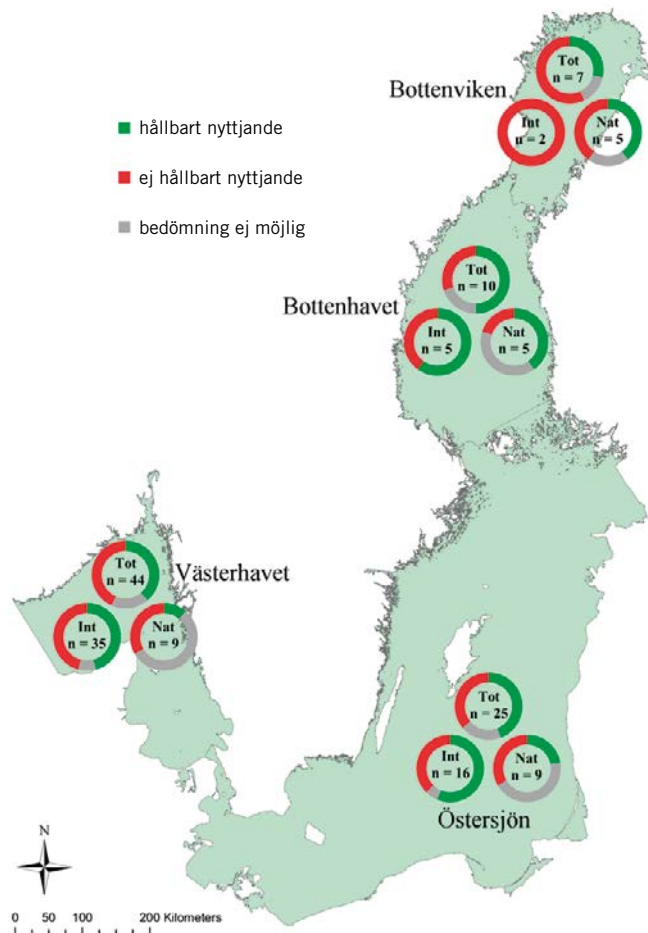 Bottenviken
Tot
n = 7
Int
n = 2
Nat
n = 5
hållbart nyttjande
ej hållbart nyttjande
bedömning ej möjlig
Bottenhavet
Tot
n = 10
Int
n = 5
Nat
n = 5
Västerhavet
Tot
n = 44
Int
n = 35
Nat
n = 9
Tot
n = 25
Int
n = 16
Nat
n = 9
Östersjön
N
0 50 100 200 Kilometers